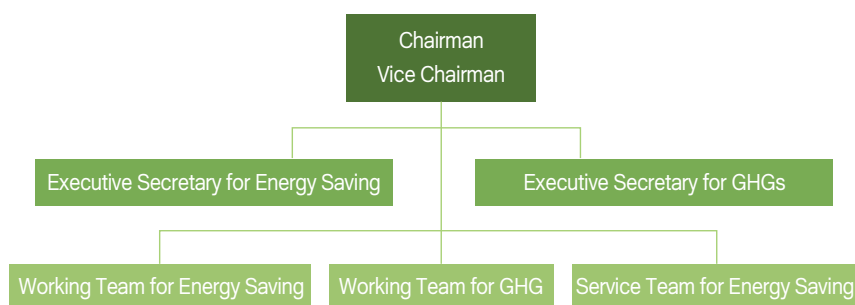 Chairman
Vice Chairman
Executive Secretary for Energy Saving
Executive Secretary for GHGs
Working Team for Energy Saving
Working Team for GHG
Service Team for Energy Saving